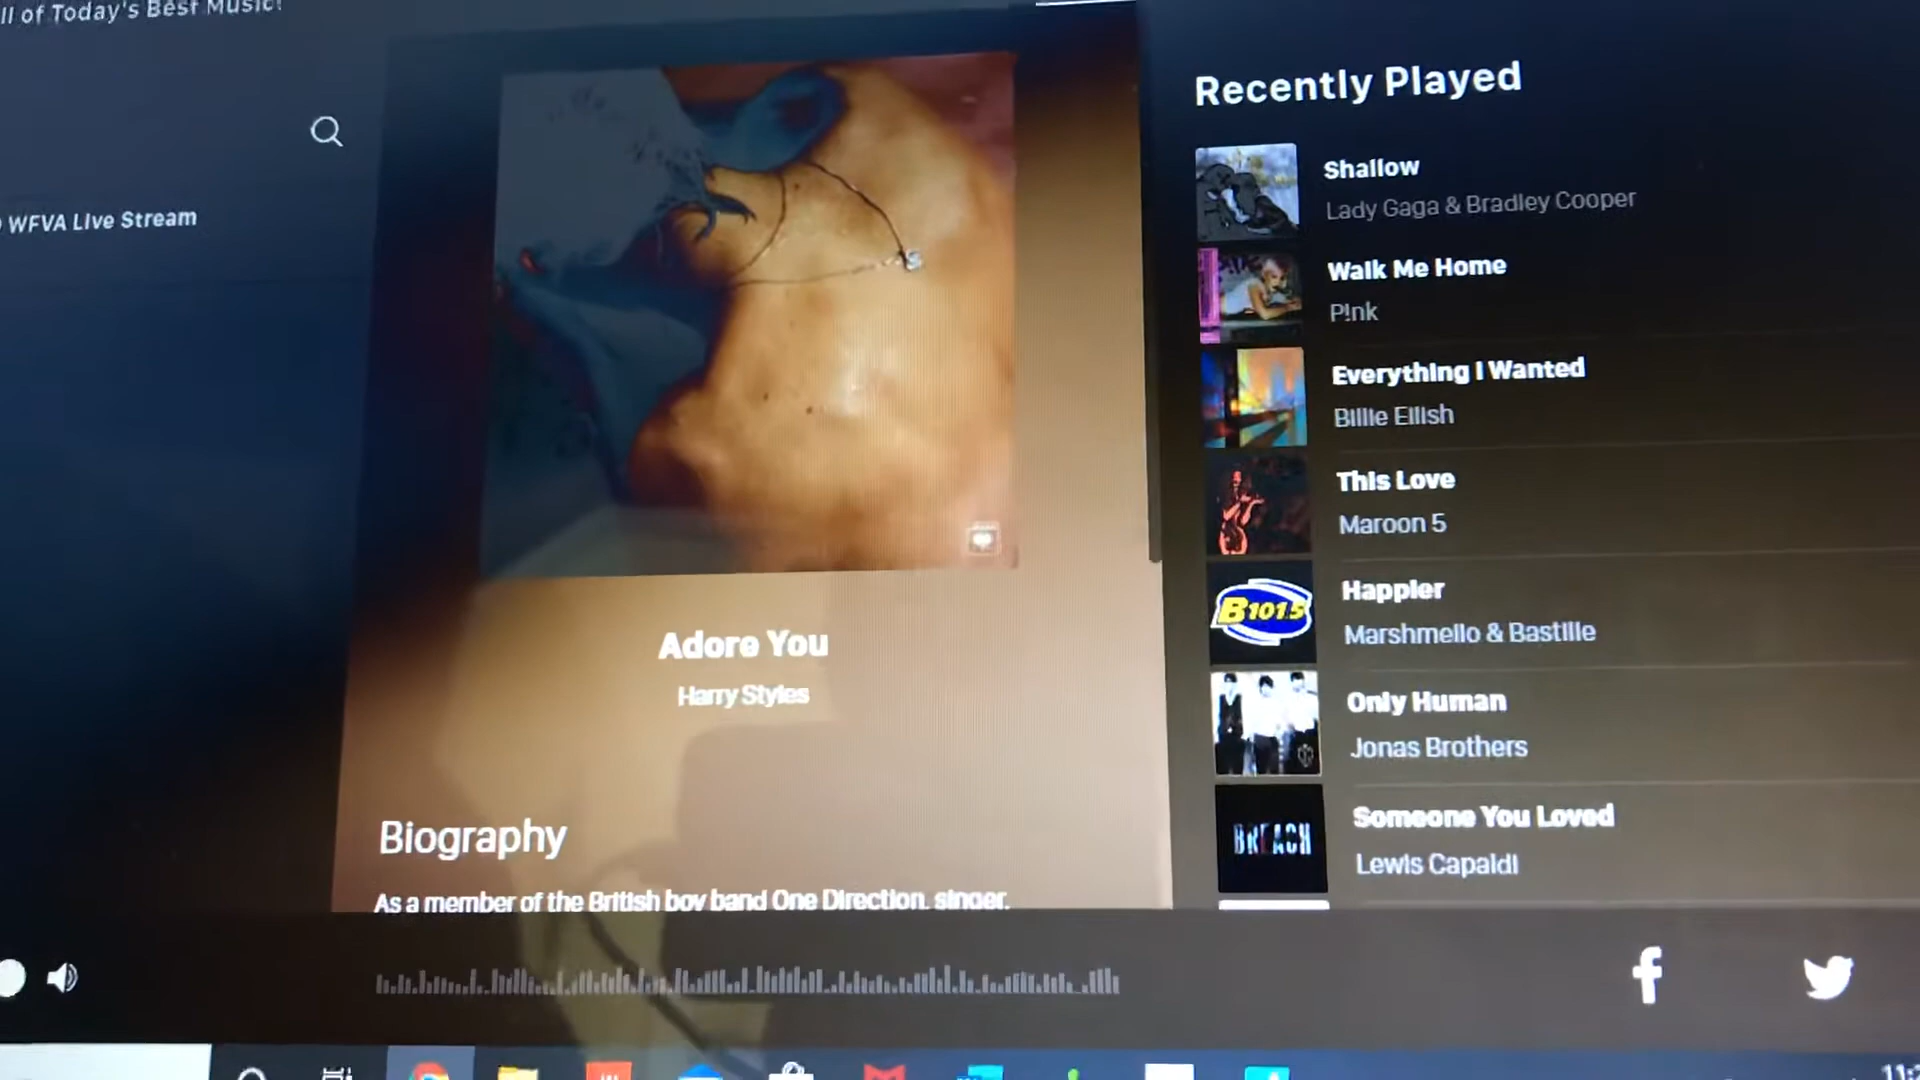 ll of Today's Best Music!
WFVA Live Stream
Adore You
Harry Styles
Biography
As a member of the British boy band One Direction, singer,
Recently Played
Shallow
Lady Gaga & Bradley Cooper
Walk Me Home
P!nk
Everything I Wanted
Billie Eilish
This Love
Maroon 5
B101.5
Happier
Marshmello & Bastille
Only Human
Jonas Brothers
BREACH
Someone You Loved
Lewis Capaldi